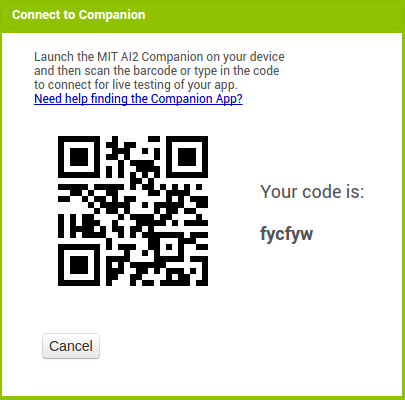 Connect to Companion
Launch the MIT AI2 Companion on your device
and then scan the barcode or type in the code
to connect for live testing of your app.
Need help finding the Companion App?
Your code is:
fycfyw
Cancel